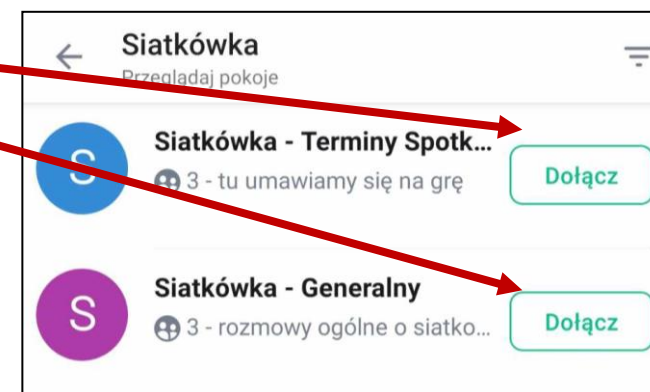 Siatkówka
Przeglądaj pokoje
S
Siatkówka - Terminy Spotk...
3 - tu umawiamy się na grę
Dołącz
S
Siatkówka - Generalny
3 - rozmowy ogólne o siatko...
Dołącz